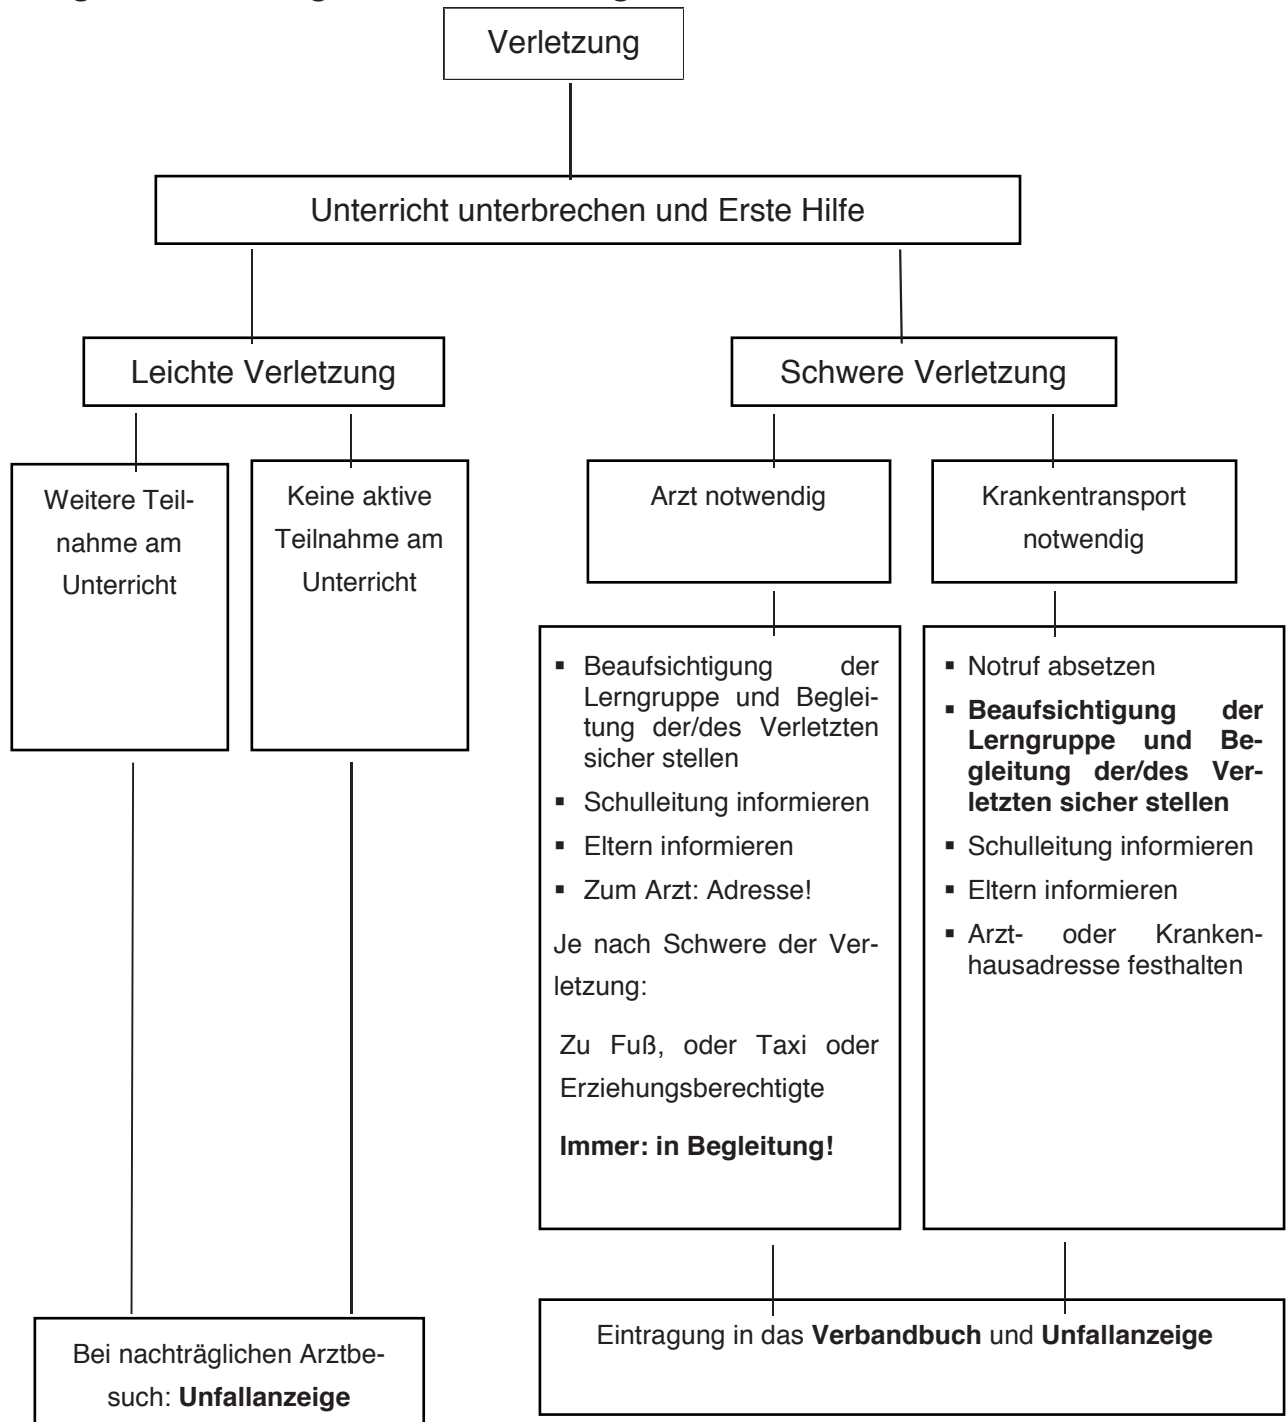 Verletzung
Unterricht unterbrechen und Erste Hilfe
Leichte Verletzung
Schwere Verletzung
Weitere Teil-
nahme am
Unterricht
Keine aktive
Teilnahme am
Unterricht
Arzt notwendig
Krankentransport
notwendig
▪ Beaufsichtigung der
Lerngruppe und Beglei-
tung der/des Verletzten
sicher stellen
▪ Schulleitung informieren
▪ Eltern informieren
▪ Zum Arzt: Adresse!
Je nach Schwere der Ver-
letzung:
Zu Fuß, oder Taxi oder
Erziehungsberechtigte
Immer: in Begleitung!
▪ Notruf absetzen
▪ Beaufsichtigung der
Lerngruppe und Be-
gleitung der/des Ver-
letzten sicher stellen
▪ Schulleitung informieren
▪ Eltern informieren
▪ Arzt- oder Kranken-
hausadresse festhalten
Bei nachträglichen Arztbe-
such: Unfallanzeige
Eintragung in das Verbandbuch und Unfallanzeige